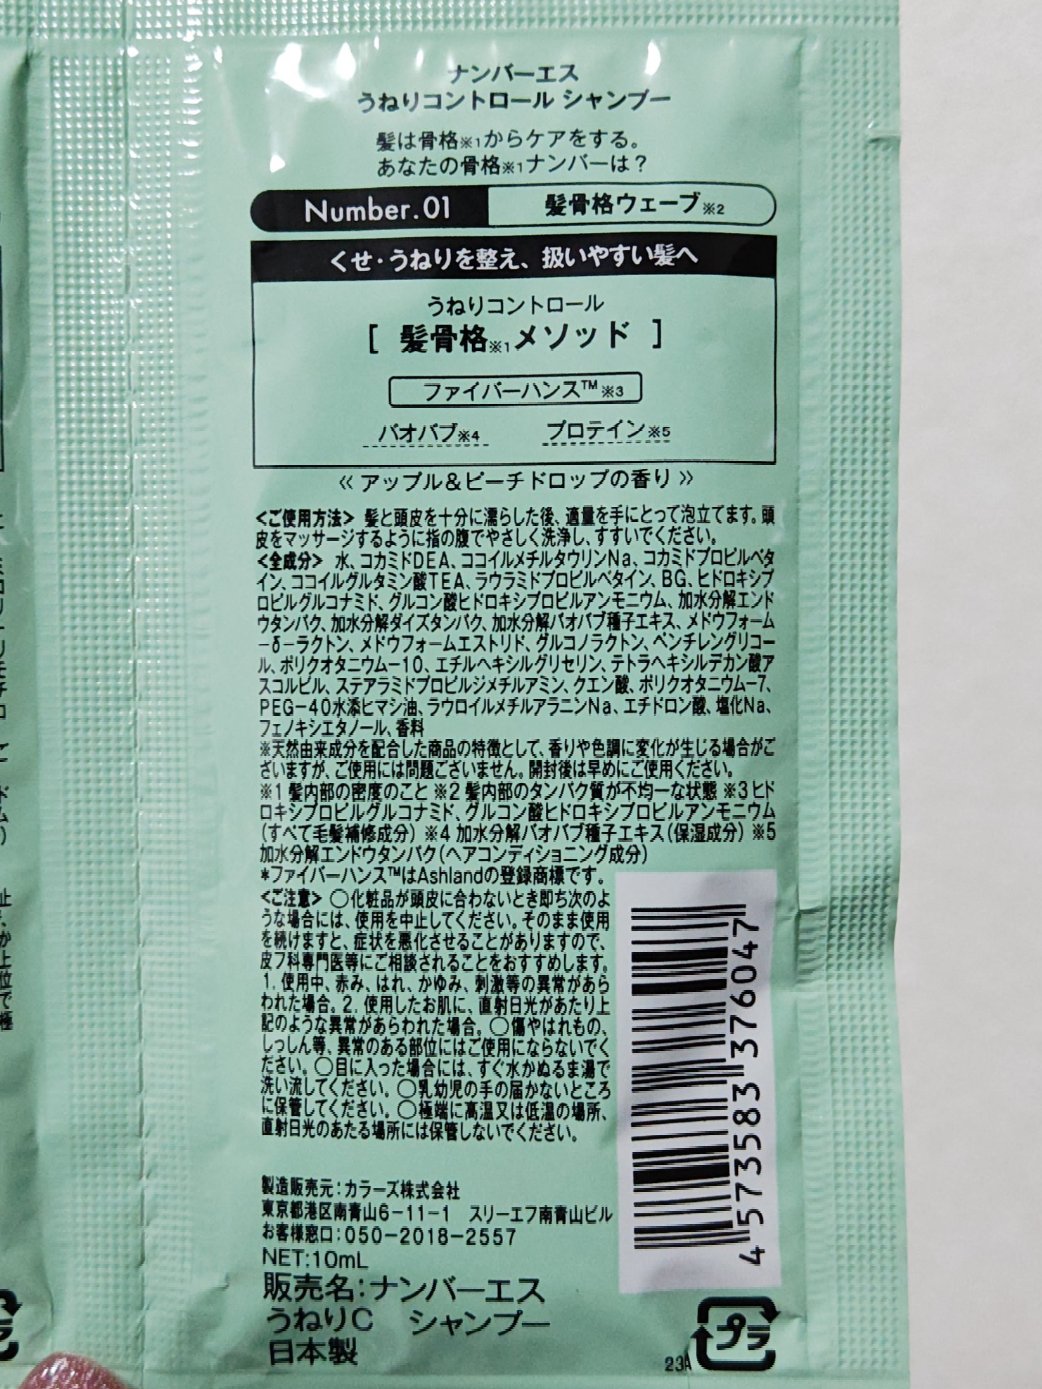 ナンバーエス
うねりコントロール シャンプー
髪は骨格※1からケアをする。
あなたの骨格※1ナンバーは？
Number.01 髪骨格ウェーブ※2
くせ・うねりを整え、扱いやすい髪へ
うねりコントロール
[ 髪骨格※1メソッド ]
ファイバーハンス™※3
バオバブ※4 プロテイン※5
≪アップル＆ピーチドロップの香り≫
<ご使用方法> 髪と頭皮を十分に濡らした後、適量を手にとって泡立てます。頭
皮をマッサージするように指の腹でやさしく洗浄し、すすいでください。
<全成分> 水、コカミドDEA、ココイルメチルタウリンNa、コカミドプロピルベタ
イン、ココイルグルタミン酸TEA、ラウラミドプロピルベタイン、BG、ヒドロキシプ
ロピルグルコナミド、グルコン酸ヒドロキシプロピルアンモニウム、加水分解エンド
ウタンパク、加水分解ダイズタンパク、加水分解バオバブ種子エキス、メドウフォーム
－δ－ラクトン、メドウフォームエストリド、グルコノラクトン、ペンチレングリコー
ル、ポリクオタニウム－10、エチルヘキシルグリセリン、テトラヘキシルデカン酸ア
スコルビル、ステアラミドプロピルジメチルアミン、クエン酸、ポリクオタニウム－7、
PEG－40水添ヒマシ油、ラウロイルメチルアラニンNa、エチドロン酸、塩化Na、
フェノキシエタノール、香料
※天然由来成分を配合した商品の特徴として、香りや色調に変化が生じる場合がご
ざいますが、ご使用には問題ございません。開封後は早めにご使用ください。
※1 髪内部の密度のこと ※2 髪内部のタンパク質が不均一な状態 ※3 ヒド
ロキシプロピルグルコナミド、グルコン酸ヒドロキシプロピルアンモニウム
(すべて毛髪補修成分) ※4 加水分解バオバブ種子エキス(保湿成分) ※5
加水分解エンドウタンパク(ヘアコンディショニング成分)
*ファイバーハンス™はAshlandの登録商標です。
<ご注意> ○化粧品が頭皮に合わないとき即ち次のよ
うな場合には、使用を中止してください。そのまま使用
を続けますと、症状を悪化させることがありますので、
皮フ科専門医等にご相談されることをおすすめします。
1. 使用中、赤み、はれ、かゆみ、刺激等の異常があら
われた場合。2. 使用したお肌に、直射日光があたり上
記のような異常があらわれた場合。○傷やはれもの、
しっしん等、異常のある部位にはご使用にならないでく
ださい。○目に入った場合には、すぐ水かぬるま湯で
洗い流してください。○乳幼児の手の届かないところ
に保管してください。○極端に高温又は低温の場所、
直射日光のあたる場所には保管しないでください。
製造販売元：カラーズ株式会社
東京都港区南青山6－11－1 スリーエフ南青山ビル
お客様窓口：050－2018－2557
NET:10mL
販売名：ナンバーエス
うねりC シャンプー
日本製
4 573583 376047
23A
プラ